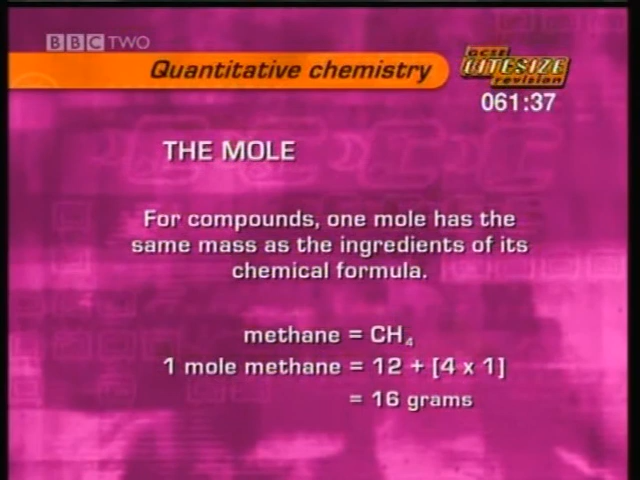 BBC TWO
Quantitative chemistry
GCSE
BITESIZE
revision
061:37
THE MOLE
For compounds, one mole has the
same mass as the ingredients of its
chemical formula.
methane = CH₄
1 mole methane = 12 + [4 x 1]
= 16 grams